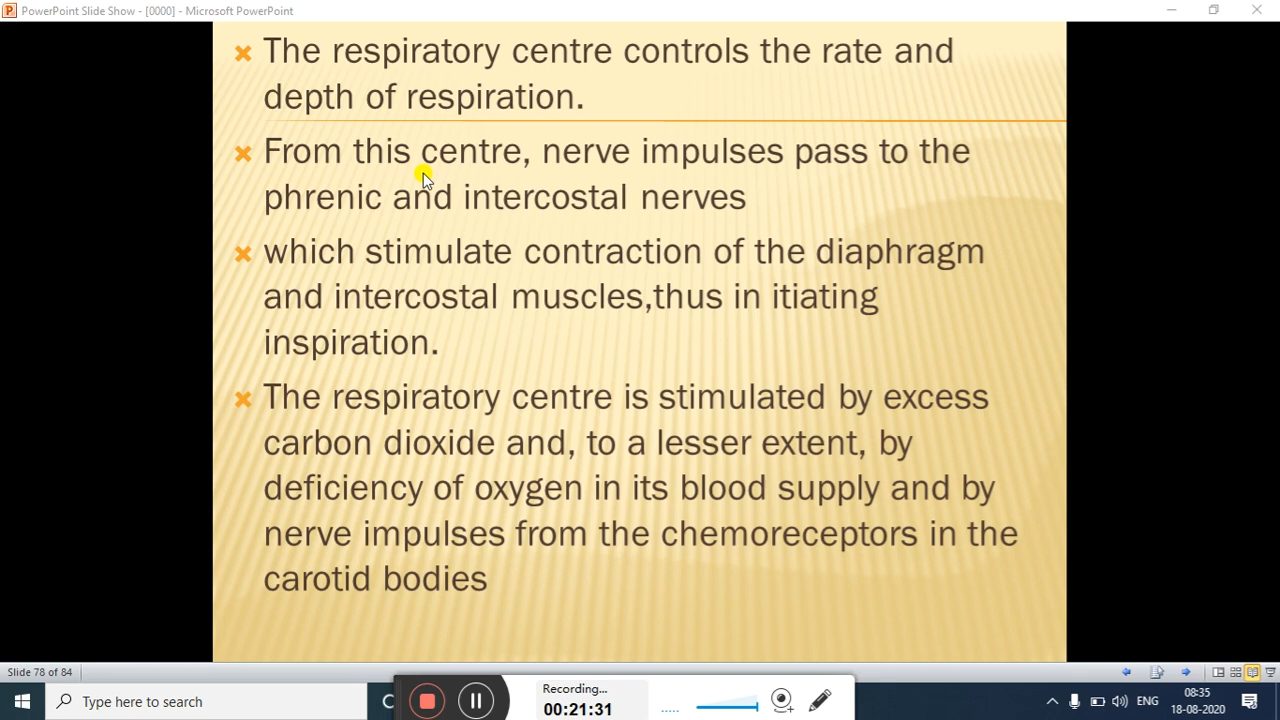 PowerPoint Slide Show - [0000] - Microsoft PowerPoint
The respiratory centre controls the rate and
depth of respiration.
From this centre, nerve impulses pass to the
phrenic and intercostal nerves
which stimulate contraction of the diaphragm
and intercostal muscles,thus in itiating
inspiration.
The respiratory centre is stimulated by excess
carbon dioxide and, to a lesser extent, by
deficiency of oxygen in its blood supply and by
nerve impulses from the chemoreceptors in the
carotid bodies
Slide 78 of 84
Type here to search
Recording...
00:21:31
ENG
08:35
18-08-2020